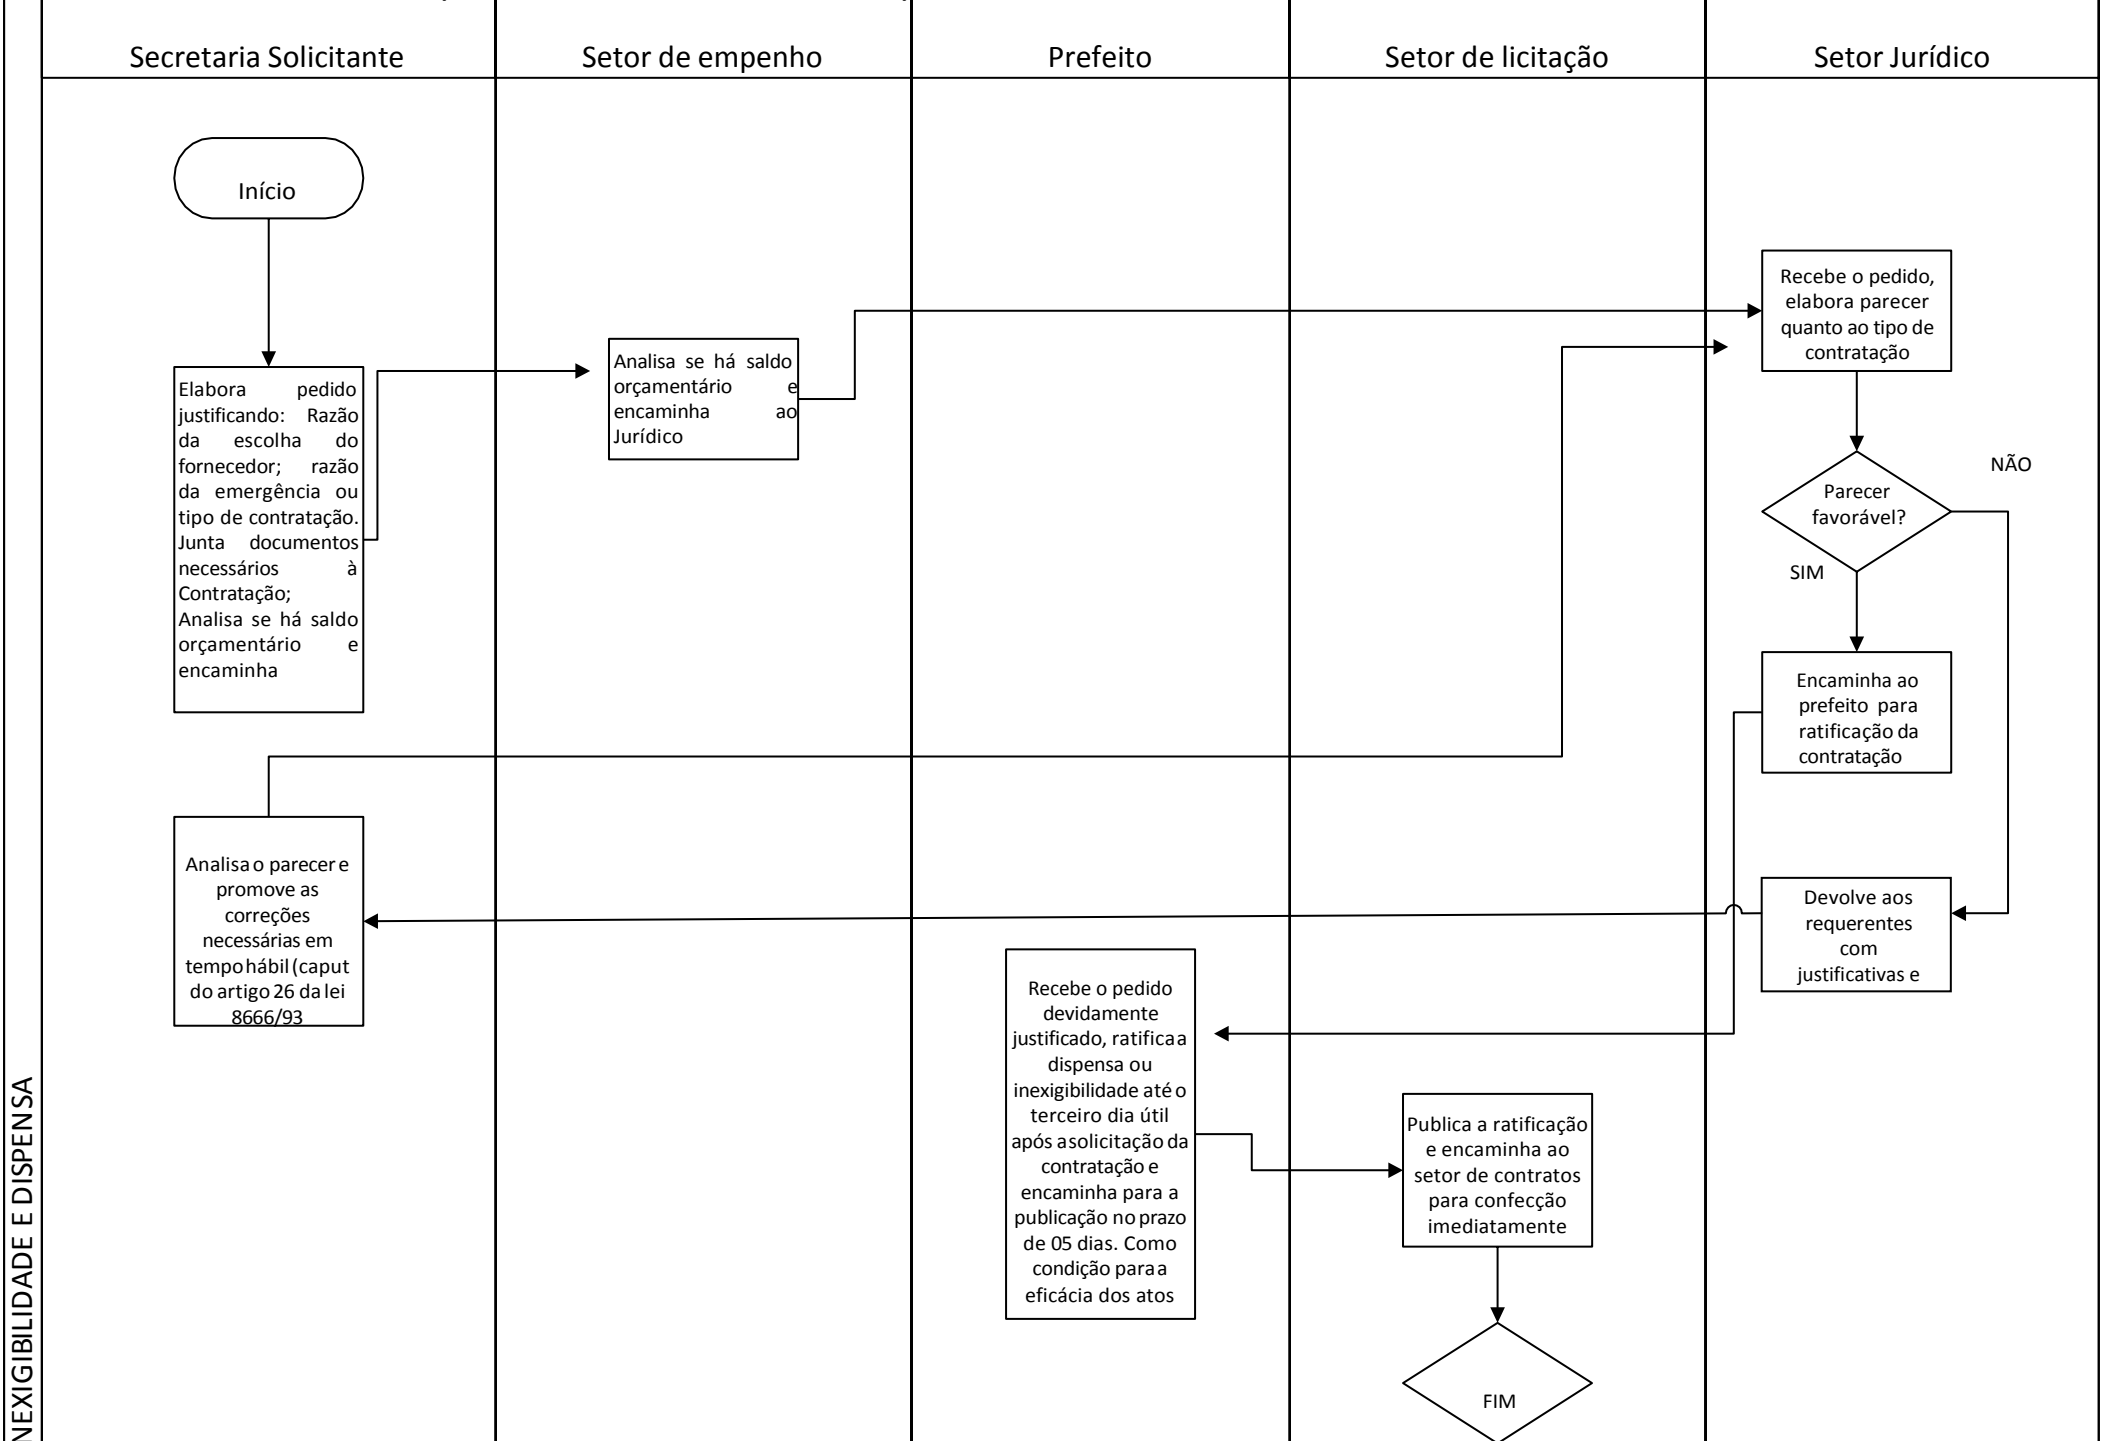 Secretaria Solicitante
Setor de empenho
Prefeito
Setor de licitação
Setor Jurídico
Início
Elabora pedido
justificando: Razão
da escolha do
fornecedor; razão
da emergência ou
tipo de contratação.
Junta documentos
necessários à
Contratação;
Analisa se há saldo
orçamentário e
encaminha
Analisa se há saldo
orçamentário e
encaminha ao
Jurídico
Recebe o pedido,
elabora parecer
quanto ao tipo de
contratação
Parecer
favorável?
NÃO
SIM
Encaminha ao
prefeito para
ratificação da
contratação
Devolve aos
requerentes
com
justificativas e
Analisa o parecer e
promove as
correções
necessárias em
tempo hábil (caput
do artigo 26 da lei
8666/93
Recebe o pedido
devidamente
justificado, ratifica a
dispensa ou
inexigibilidade até o
terceiro dia útil
após a solicitação da
contratação e
encaminha para a
publicação no prazo
de 05 dias. Como
condição para a
eficácia dos atos
Publica a ratificação
e encaminha ao
setor de contratos
para confecção
imediatamente
FIM
NEXIGIBILIDADE E DISPENSA